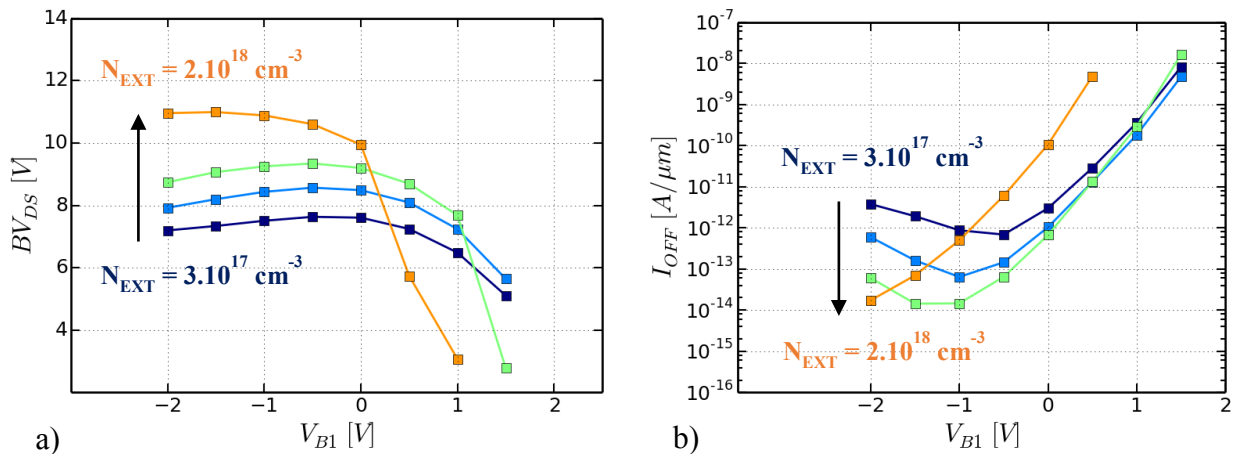 14
12
10
8
6
4
BV_DS [V]
N_EXT = 2.10^18 cm^-3
N_EXT = 3.10^17 cm^-3
−2 −1 0 1 2
V_B1 [V]
a)
10^-7
10^-8
10^-9
10^-10
10^-11
10^-12
10^-13
10^-14
10^-15
10^-16
I_OFF [A/μm]
N_EXT = 3.10^17 cm^-3
N_EXT = 2.10^18 cm^-3
−2 −1 0 1 2
V_B1 [V]
b)